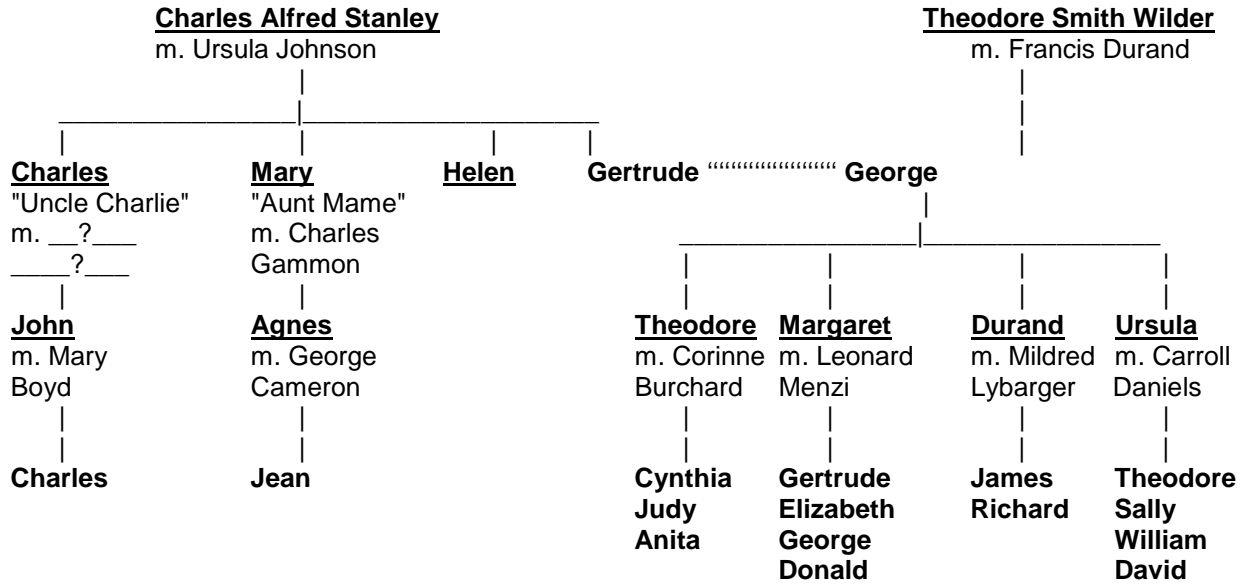 Charles Alfred Stanley Theodore Smith Wilder
m. Ursula Johnson m. Francis Durand
Charles Mary Helen Gertrude George
"Uncle Charlie" "Aunt Mame"
m. __?___ m. Charles
____?___ Gammon
John Agnes Theodore Margaret Durand Ursula
m. Mary m. George m. Corinne m. Leonard m. Mildred m. Carroll
Boyd Cameron Burchard Menzi Lybarger Daniels
Charles Jean Cynthia Gertrude James Theodore
Judy Elizabeth Richard Sally
Anita George William
Donald David